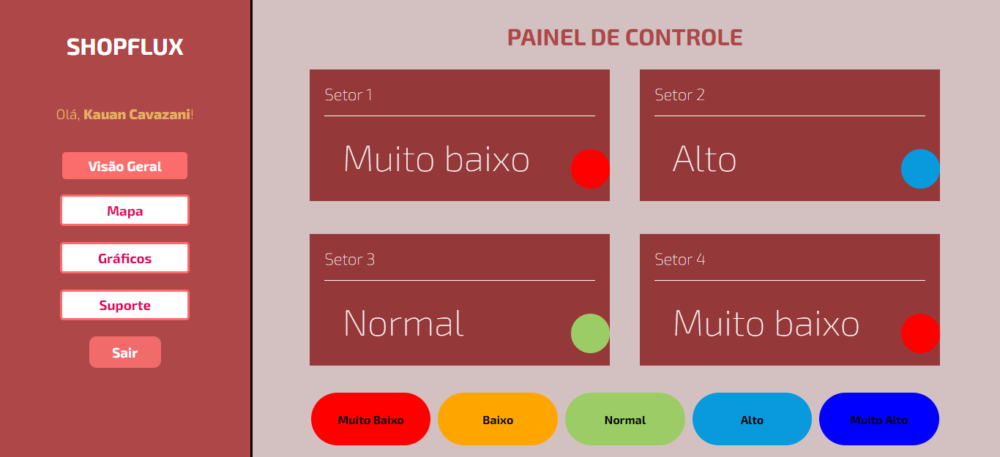 SHOPFLUX
Olá, Kauan Cavazani!
Visão Geral
Mapa
Gráficos
Suporte
Sair
PAINEL DE CONTROLE
Setor 1
Muito baixo
Setor 2
Alto
Setor 3
Normal
Setor 4
Muito baixo
Muito Baixo
Baixo
Normal
Alto
Muito Alto